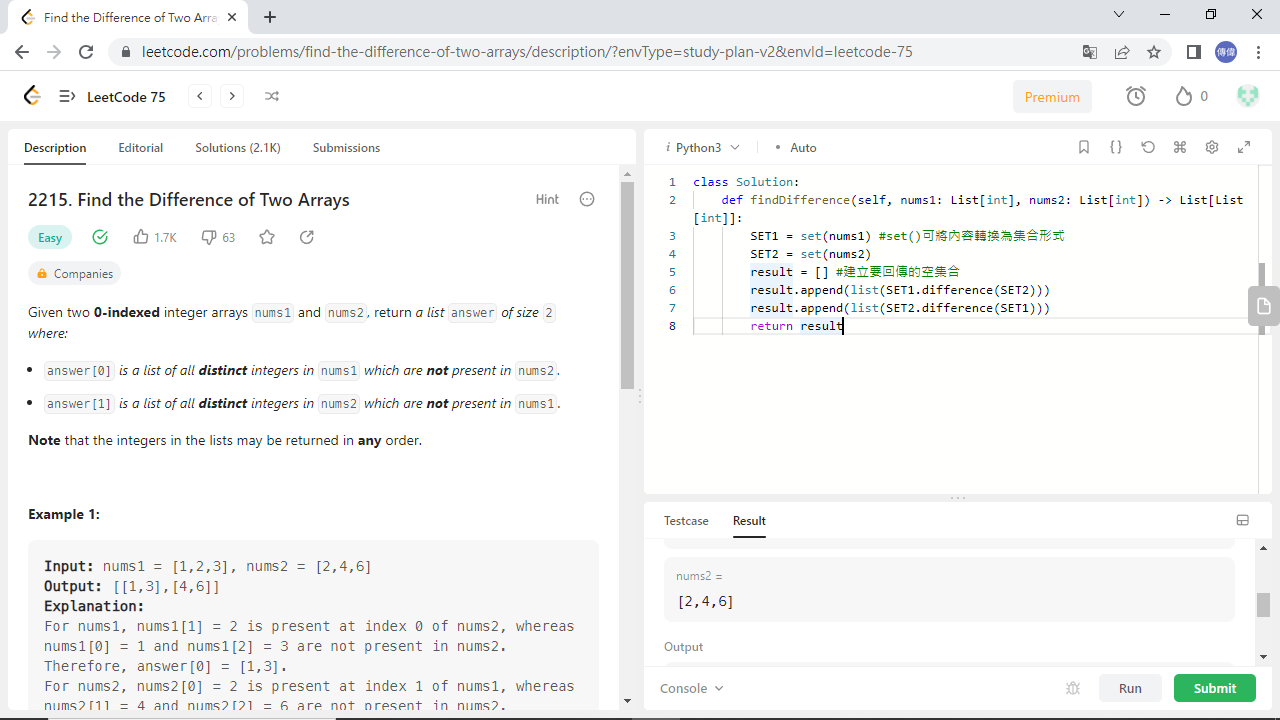 Find the Difference of Two Arra
leetcode.com/problems/find-the-difference-of-two-arrays/description/?envType=study-plan-v2&envId=leetcode-75
傳偉
LeetCode 75
Premium
0
Description
Editorial
Solutions (2.1K)
Submissions
2215. Find the Difference of Two Arrays
Hint
Easy
1.7K
63
Companies
Given two 0-indexed integer arrays nums1 and nums2, return a list answer of size 2
where:
• answer[0] is a list of all distinct integers in nums1 which are not present in nums2.
• answer[1] is a list of all distinct integers in nums2 which are not present in nums1.
Note that the integers in the lists may be returned in any order.
Example 1:
Input: nums1 = [1,2,3], nums2 = [2,4,6]
Output: [[1,3],[4,6]]
Explanation:
For nums1, nums1[1] = 2 is present at index 0 of nums2, whereas
nums1[0] = 1 and nums1[2] = 3 are not present in nums2.
Therefore, answer[0] = [1,3].
For nums2, nums2[0] = 2 is present at index 1 of nums1, whereas
nums2[1] = 4 and nums2[2] = 6 are not present in nums2.
i Python3
• Auto
1 class Solution:
2 def findDifference(self, nums1: List[int], nums2: List[int]) -> List[List
[int]]:
3 SET1 = set(nums1) #set()可將內容轉換為集合形式
4 SET2 = set(nums2)
5 result = [] #建立要回傳的空集合
6 result.append(list(SET1.difference(SET2)))
7 result.append(list(SET2.difference(SET1)))
8 return result
Testcase
Result
nums2 =
[2,4,6]
Output
Console
Run
Submit